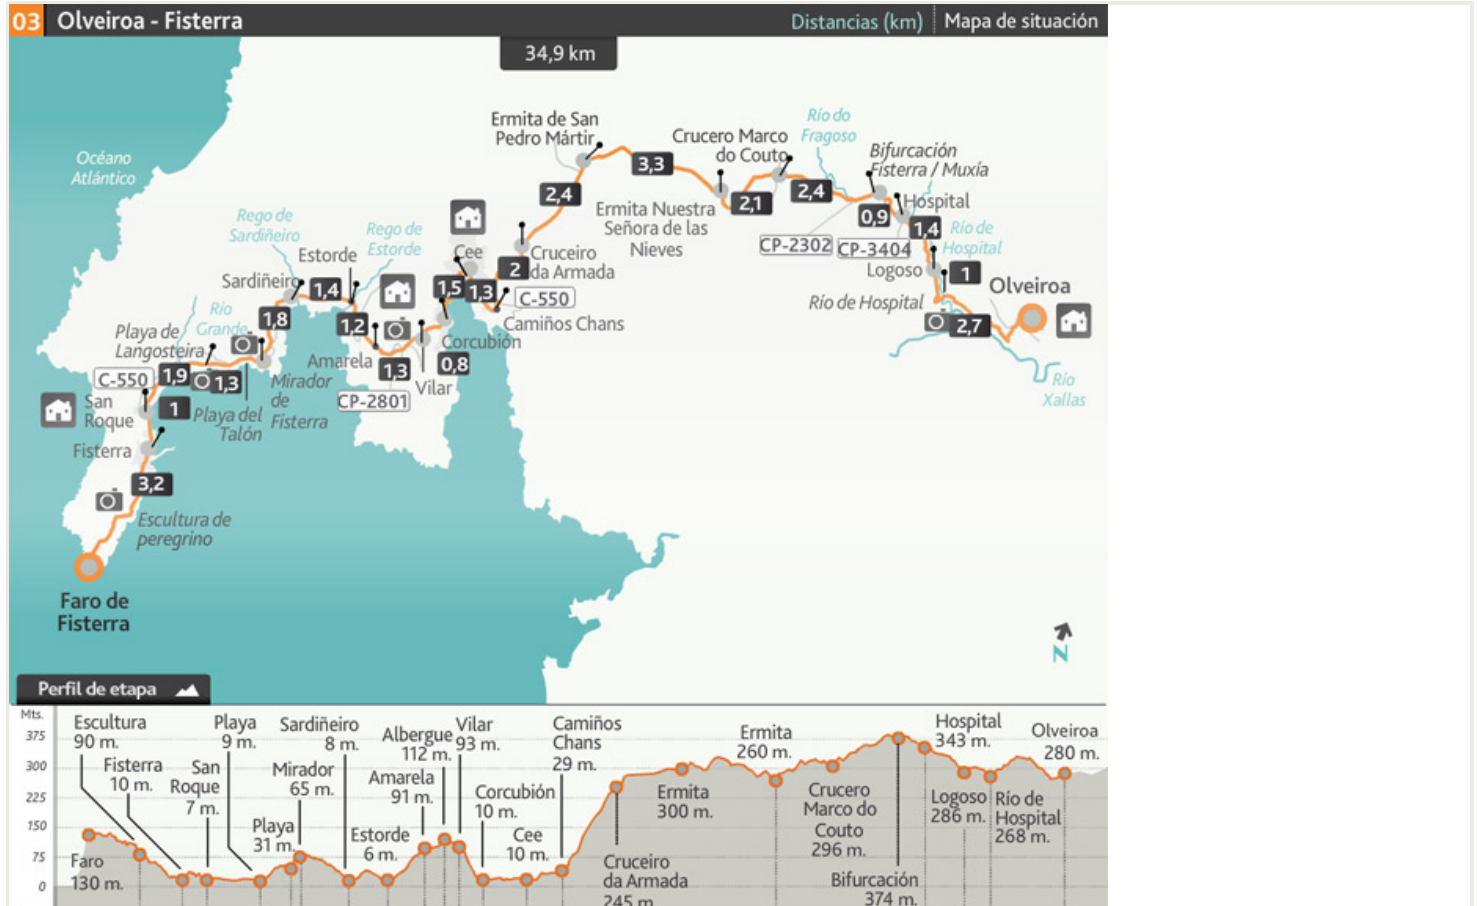 03 Olveiroa - Fisterra
Distancias (km)
Mapa de situación
34,9 km
Océano
Atlántico
Ermita de San
Pedro Mártir
3,3
2,4
Crucero Marco
do Couto
Río do
Fragoso
Bifurcación
Fisterra / Muxía
Ermita Nuestra
Señora de las
Nieves
2,1
2,4
0,9
Hospital
1,4
Río de
Hospital
CP-2302
CP-3404
Logoso
1
Olveiroa
Río de Hospital
2,7
Río
Xallas
Rego de
Sardiñeiro
Estorde
Rego de
Estorde
Cee
Cruceiro
da Armada
2
Sardiñeiro
1,4
1,5
1,3
C-550
Camiños Chans
Corcubión
Río
Grande
1,8
1,2
Playa de
Langosteira
Amarela
1,3
0,8
Vilar
CP-2801
C-550
1,9
1,3
Mirador
de
Fisterra
San
Roque
1
Playa del
Talón
Fisterra
3,2
Escultura de
peregrino
Faro de
Fisterra
N
Perfil de etapa
Mts.
375
300
225
150
75
0
Faro
130 m.
Escultura
90 m.
Fisterra
10 m.
San
Roque
7 m.
Playa
9 m.
Playa
31 m.
Mirador
65 m.
Sardiñeiro
8 m.
Estorde
6 m.
Amarela
91 m.
Albergue
112 m.
Vilar
93 m.
Corcubión
10 m.
Cee
10 m.
Camiños
Chans
29 m.
Cruceiro
da Armada
245 m.
Ermita
300 m.
Ermita
260 m.
Crucero
Marco do
Couto
296 m.
Bifurcación
374 m.
Hospital
343 m.
Logoso
286 m.
Río de
Hospital
268 m.
Olveiroa
280 m.